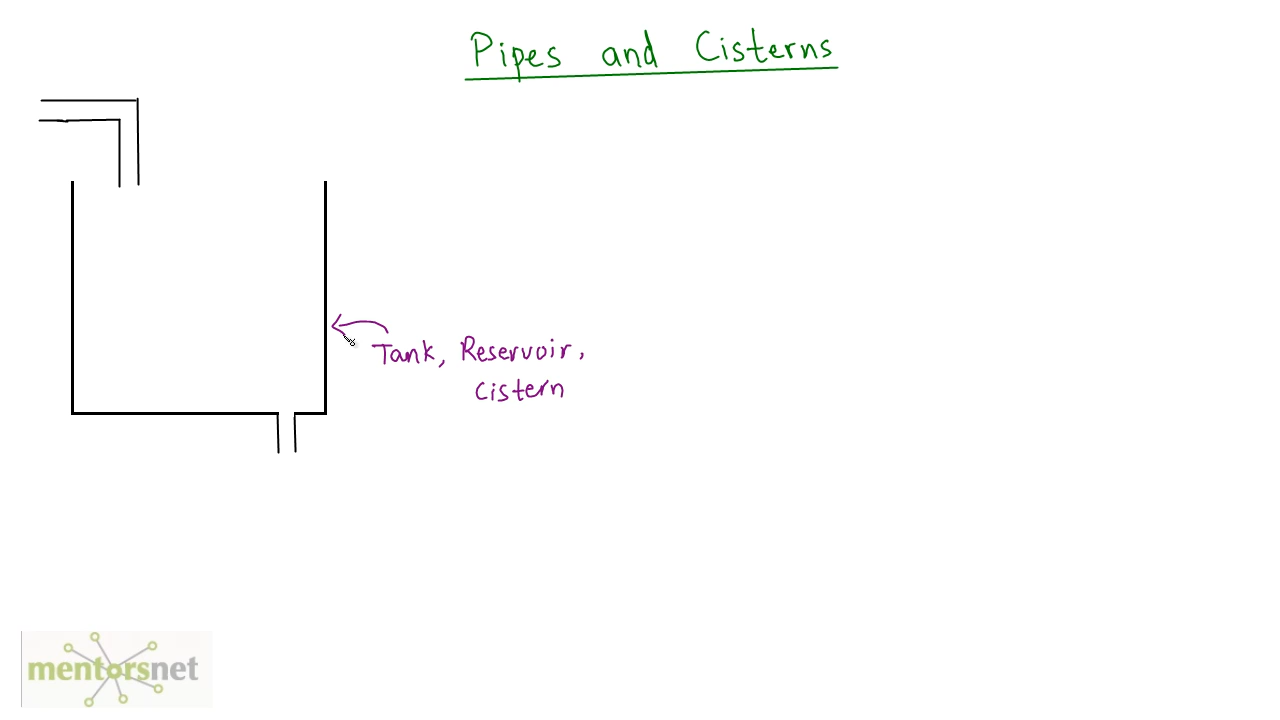 Pipes and Cisterns
Tank, Reservoir,
Cistern
mentorsnet